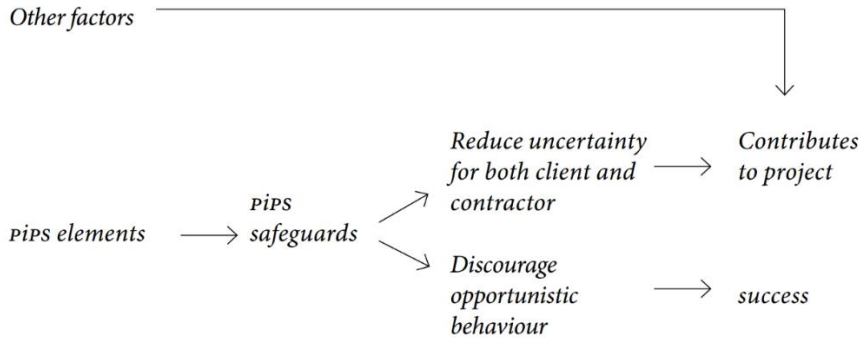 Other factors
Reduce uncertainty
for both client and
contractor
Contributes
to project
PiPS elements
PiPS
safeguards
Discourage
opportunistic
behaviour
success